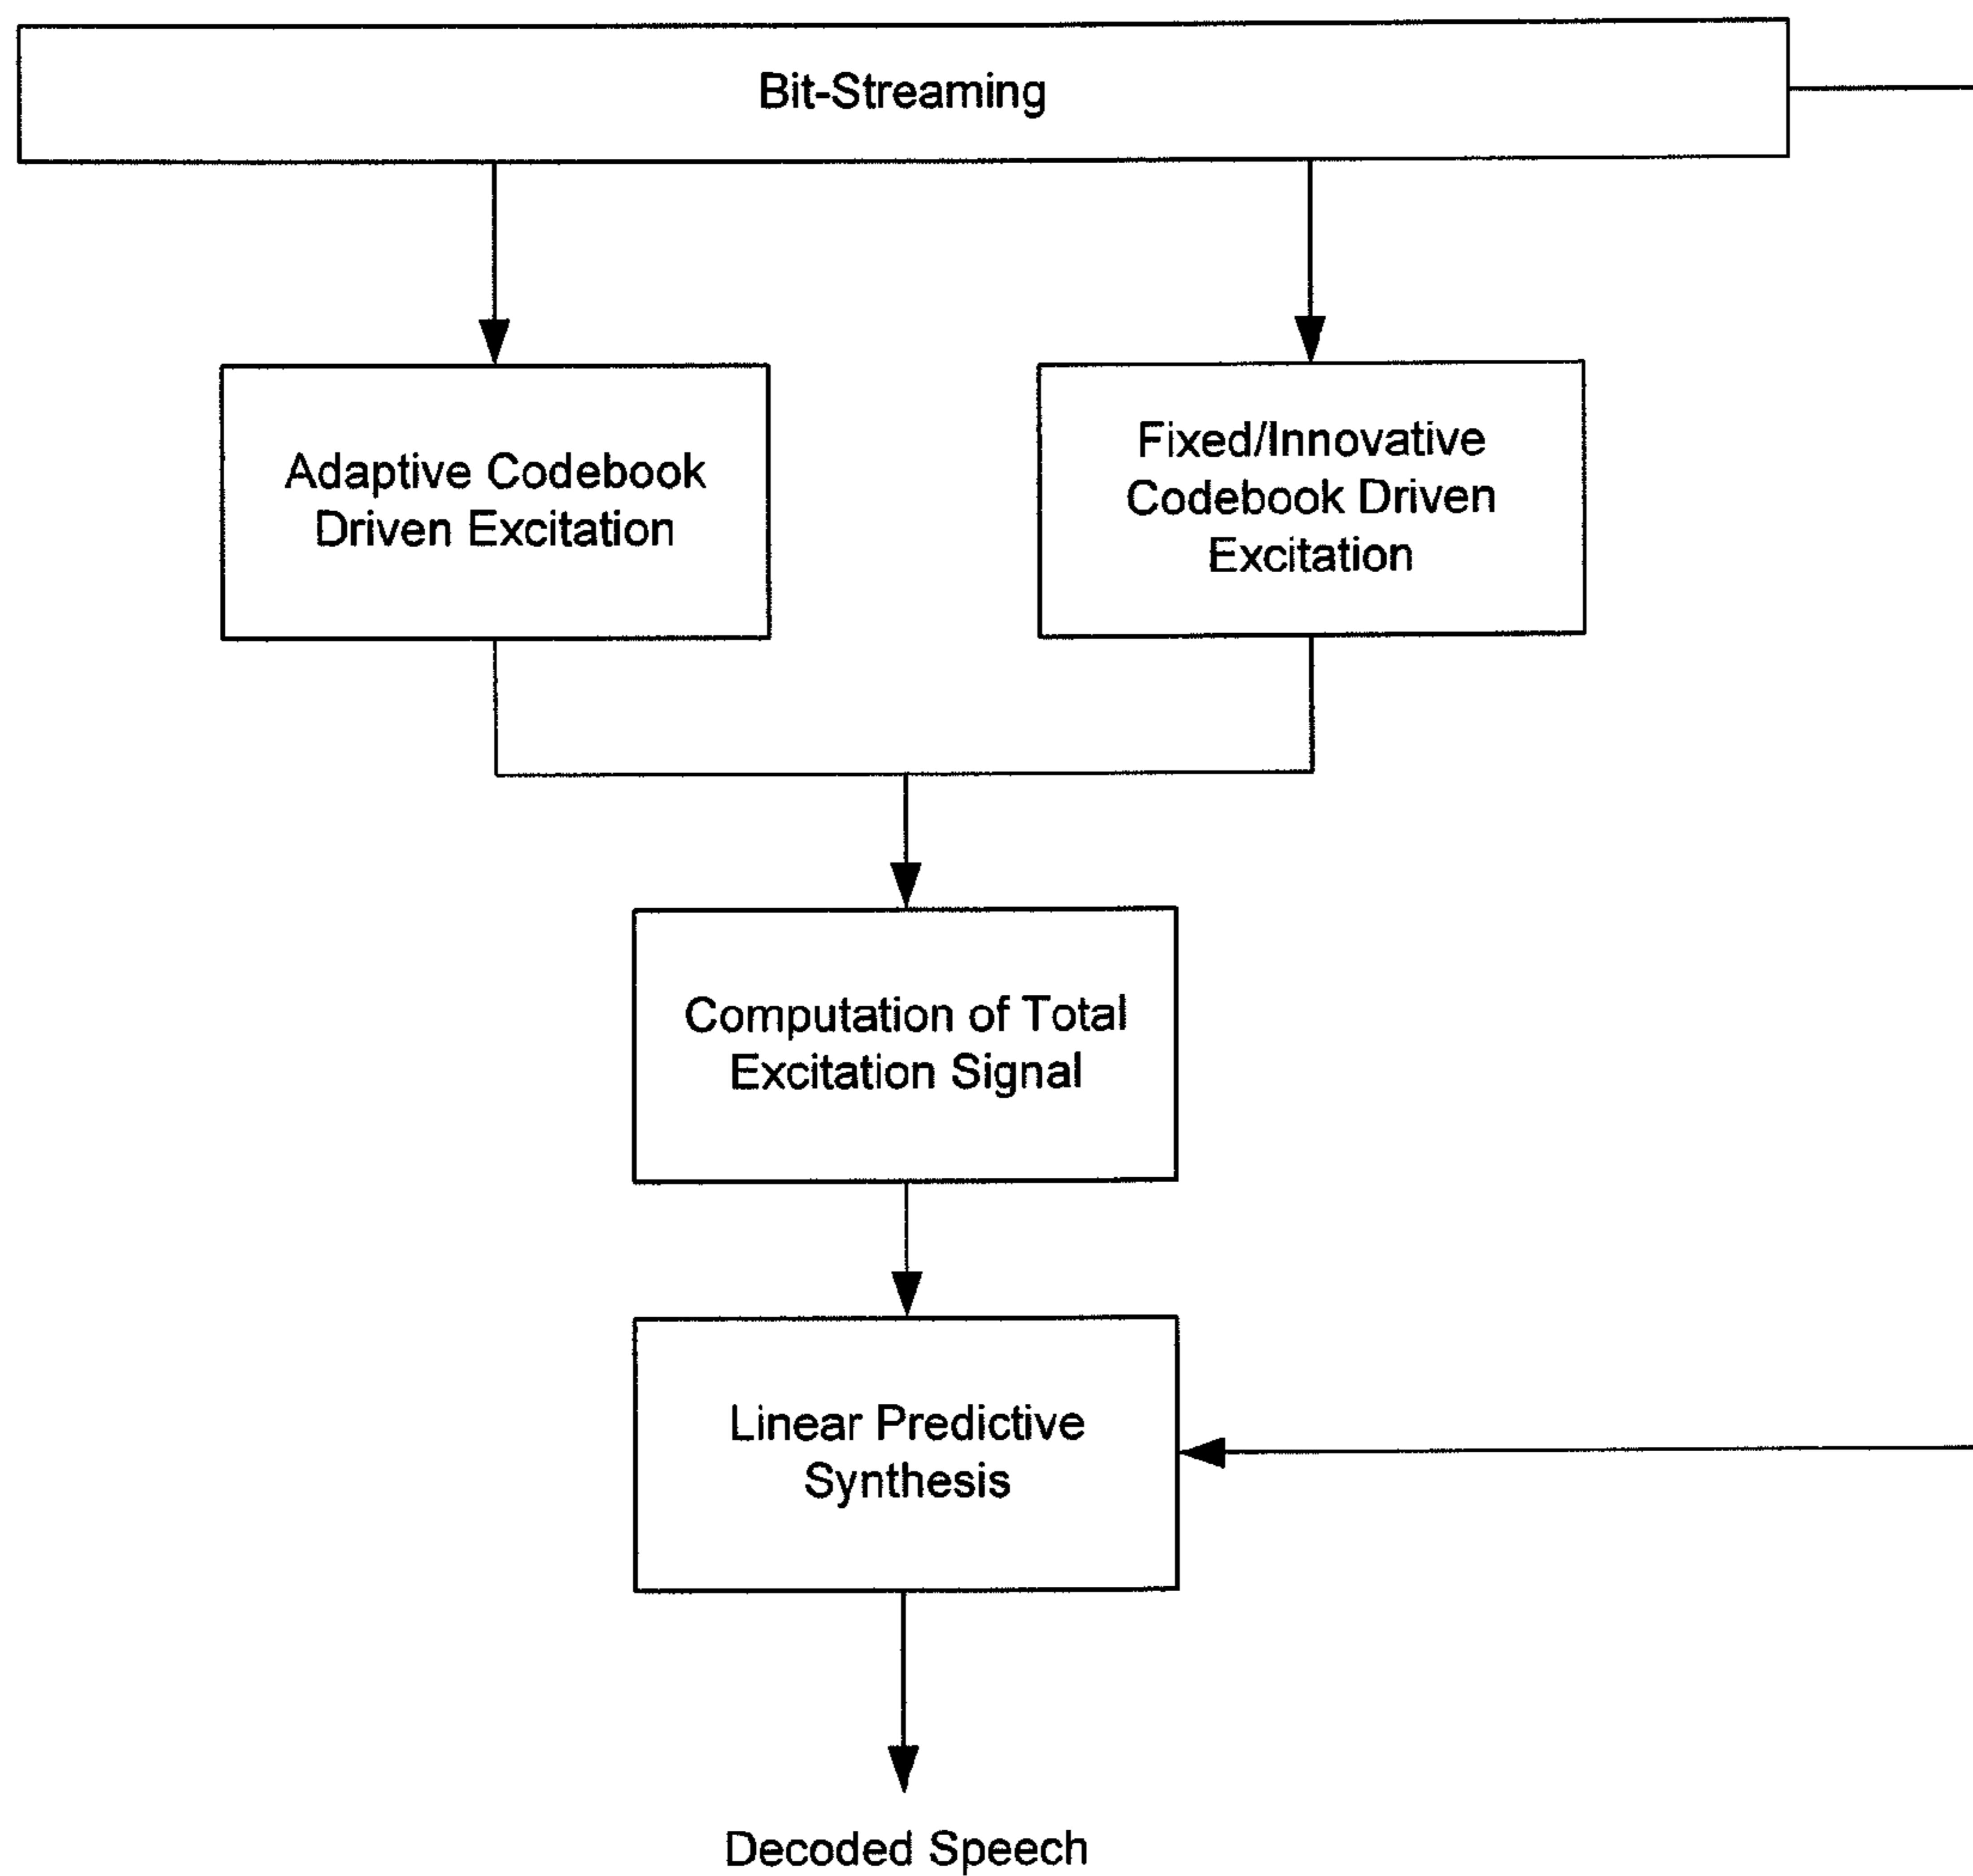 Bit-Streaming
Adaptive Codebook
Driven Excitation
Fixed/Innovative
Codebook Driven
Excitation
Computation of Total
Excitation Signal
Linear Predictive
Synthesis
Decoded Speech